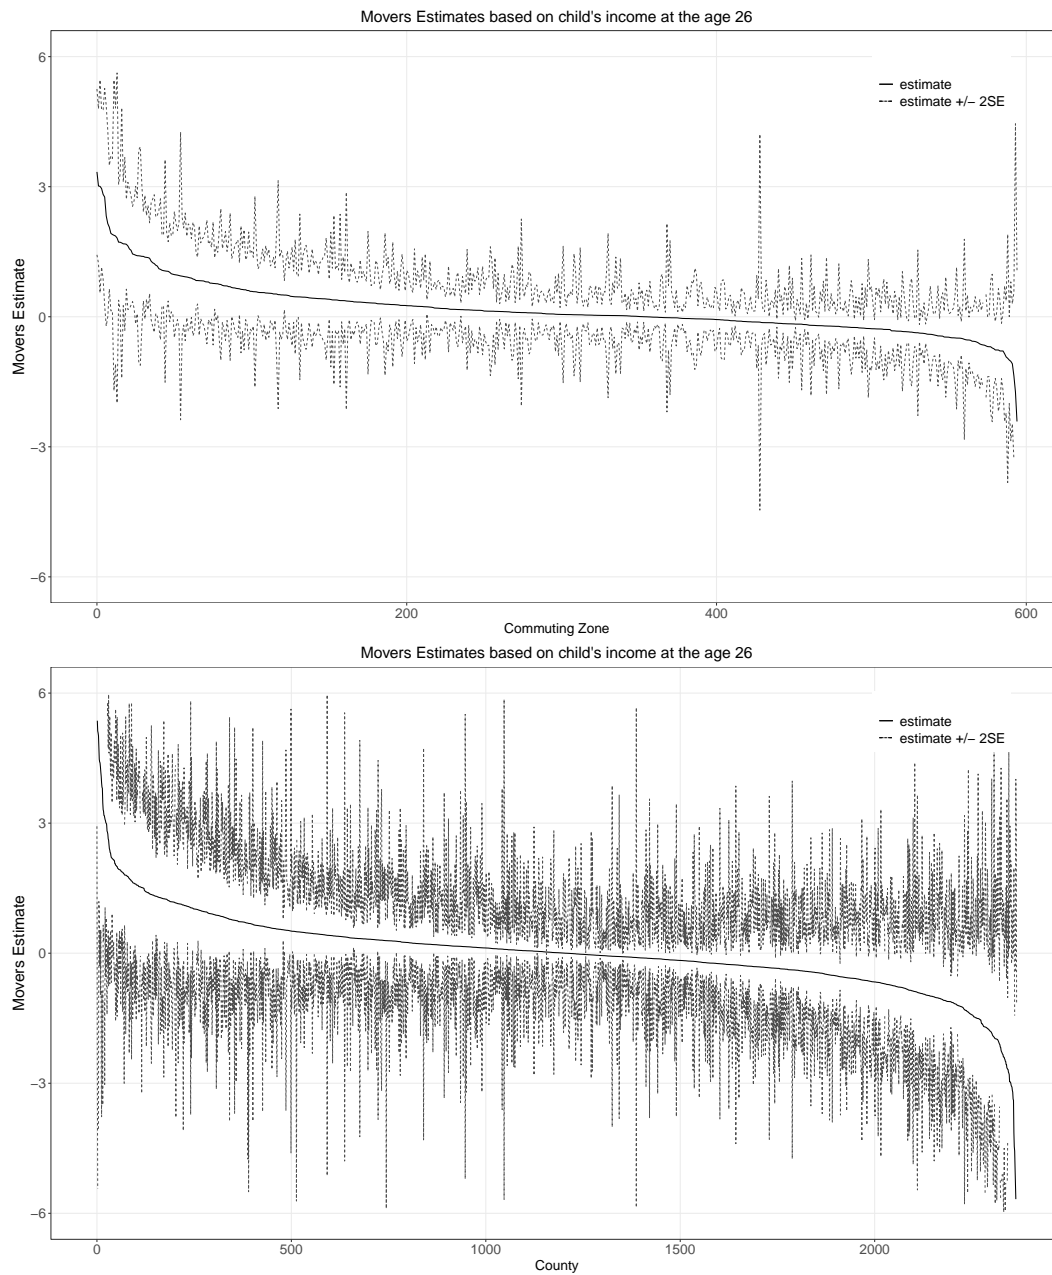 Movers Estimates based on child's income at the age 26
6
estimate
estimate +/− 2SE
3
Movers Estimate
0
−3
−6
0 200 400 600
Commuting Zone
Movers Estimates based on child's income at the age 26
6
estimate
estimate +/− 2SE
3
Movers Estimate
0
−3
−6
0 500 1000 1500 2000
County